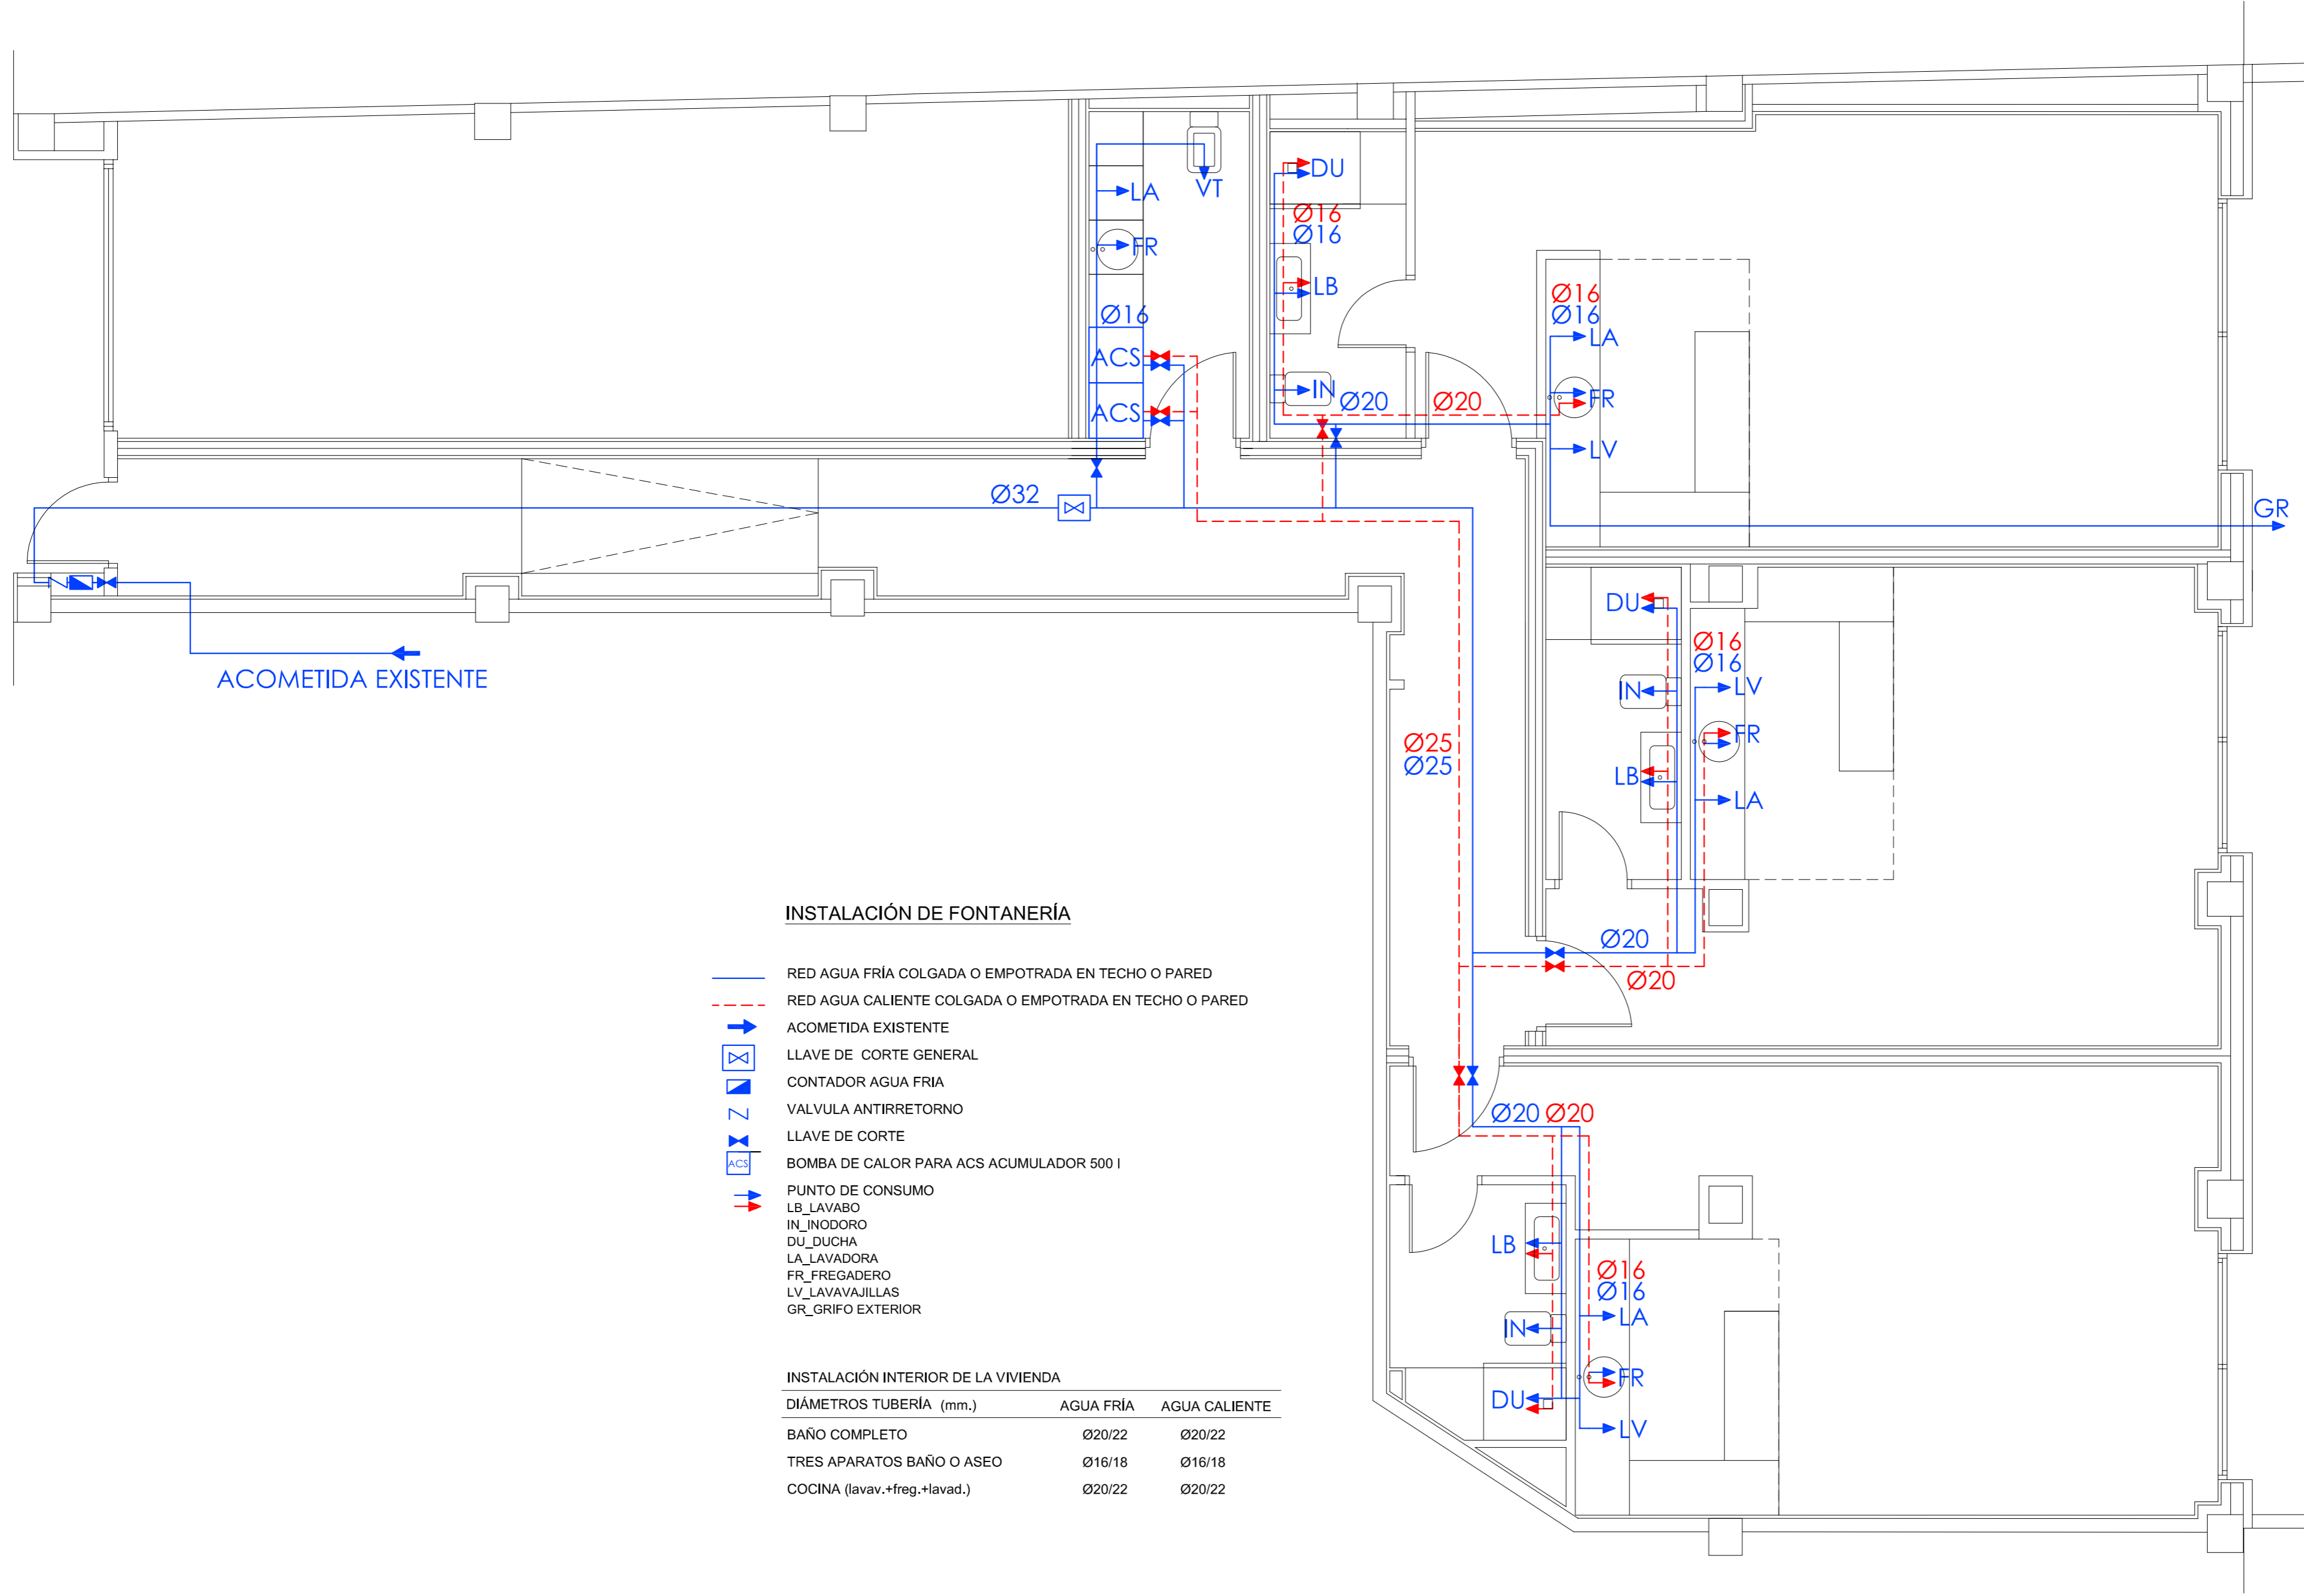 DU
LA
VT
Ø16
Ø16
FR
LB
Ø16
Ø16
Ø16
LA
ACS
IN
Ø20
Ø20
FR
ACS
LV
Ø32
GR
DU
ACOMETIDA EXISTENTE
Ø16
Ø16
IN
LV
FR
Ø25
Ø25
LB
LA
Ø20
Ø20
INSTALACIÓN DE FONTANERÍA
RED AGUA FRÍA COLGADA O EMPOTRADA EN TECHO O PARED
RED AGUA CALIENTE COLGADA O EMPOTRADA EN TECHO O PARED
ACOMETIDA EXISTENTE
LLAVE DE CORTE GENERAL
CONTADOR AGUA FRIA
VALVULA ANTIRRETORNO
LLAVE DE CORTE
ACS
BOMBA DE CALOR PARA ACS ACUMULADOR 500 l
PUNTO DE CONSUMO
LB_LAVABO
IN_INODORO
DU_DUCHA
LA_LAVADORA
FR_FREGADERO
LV_LAVAVAJILLAS
GR_GRIFO EXTERIOR
Ø20 Ø20
LB
Ø16
Ø16
LA
IN
FR
DU
LV
INSTALACIÓN INTERIOR DE LA VIVIENDA
DIÁMETROS TUBERÍA (mm.) AGUA FRÍA AGUA CALIENTE
BAÑO COMPLETO Ø20/22 Ø20/22
TRES APARATOS BAÑO O ASEO Ø16/18 Ø16/18
COCINA (lavav.+freg.+lavad.) Ø20/22 Ø20/22